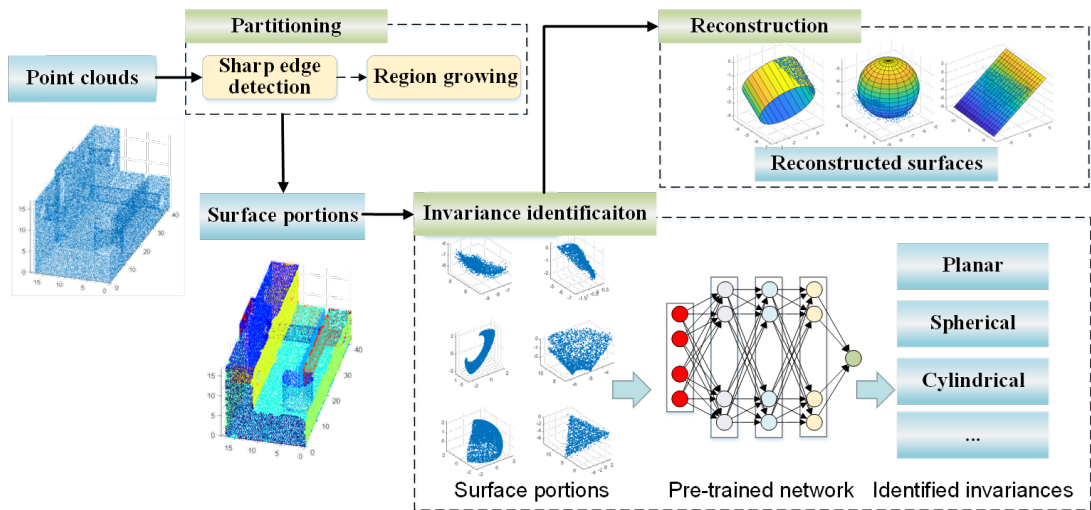 Partitioning
Point clouds
Sharp edge
detection
Region growing
Reconstruction
Reconstructed surfaces
Surface portions
Invariance identificaiton
Planar
Spherical
Cylindrical
...
Surface portions
Pre-trained network
Identified invariances